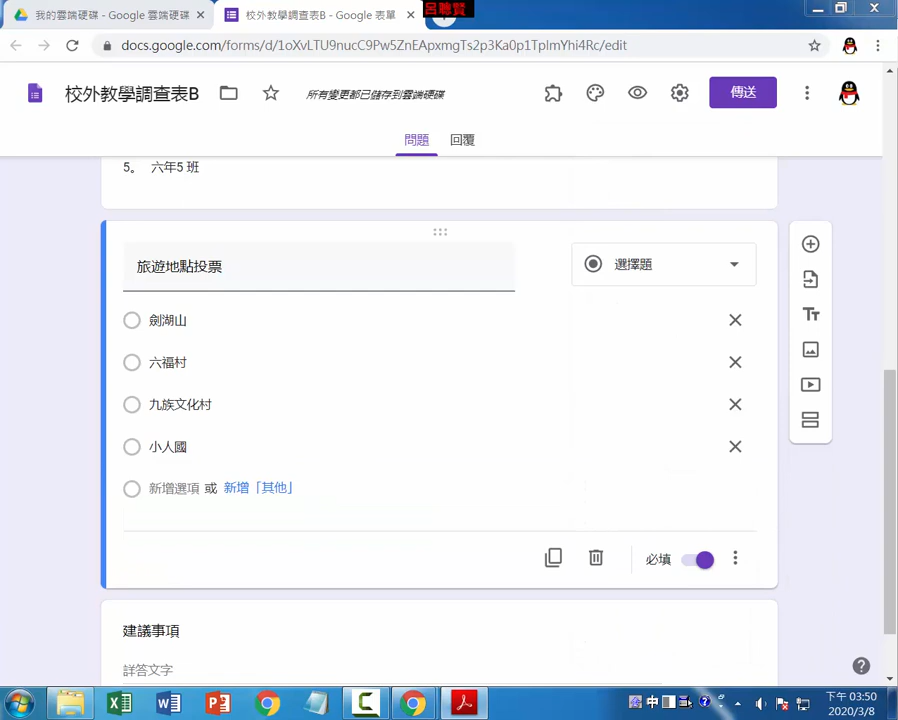 呂聰賢
我的雲端硬碟 - Google 雲端硬碟
校外教學調查表B - Google 表單
docs.google.com/forms/d/1oXvLTU9nucC9Pw5ZnEApxmgTs2p3Ka0p1TplmYhi4Rc/edit
校外教學調查表B
所有變更都已儲存到雲端硬碟
傳送
問題 回覆
5。 六年5 班
旅遊地點投票
選擇題
劍湖山
六福村
九族文化村
小人國
新增選項 或 新增「其他」
必填
建議事項
詳答文字
中
下午 03:50
2020/3/8